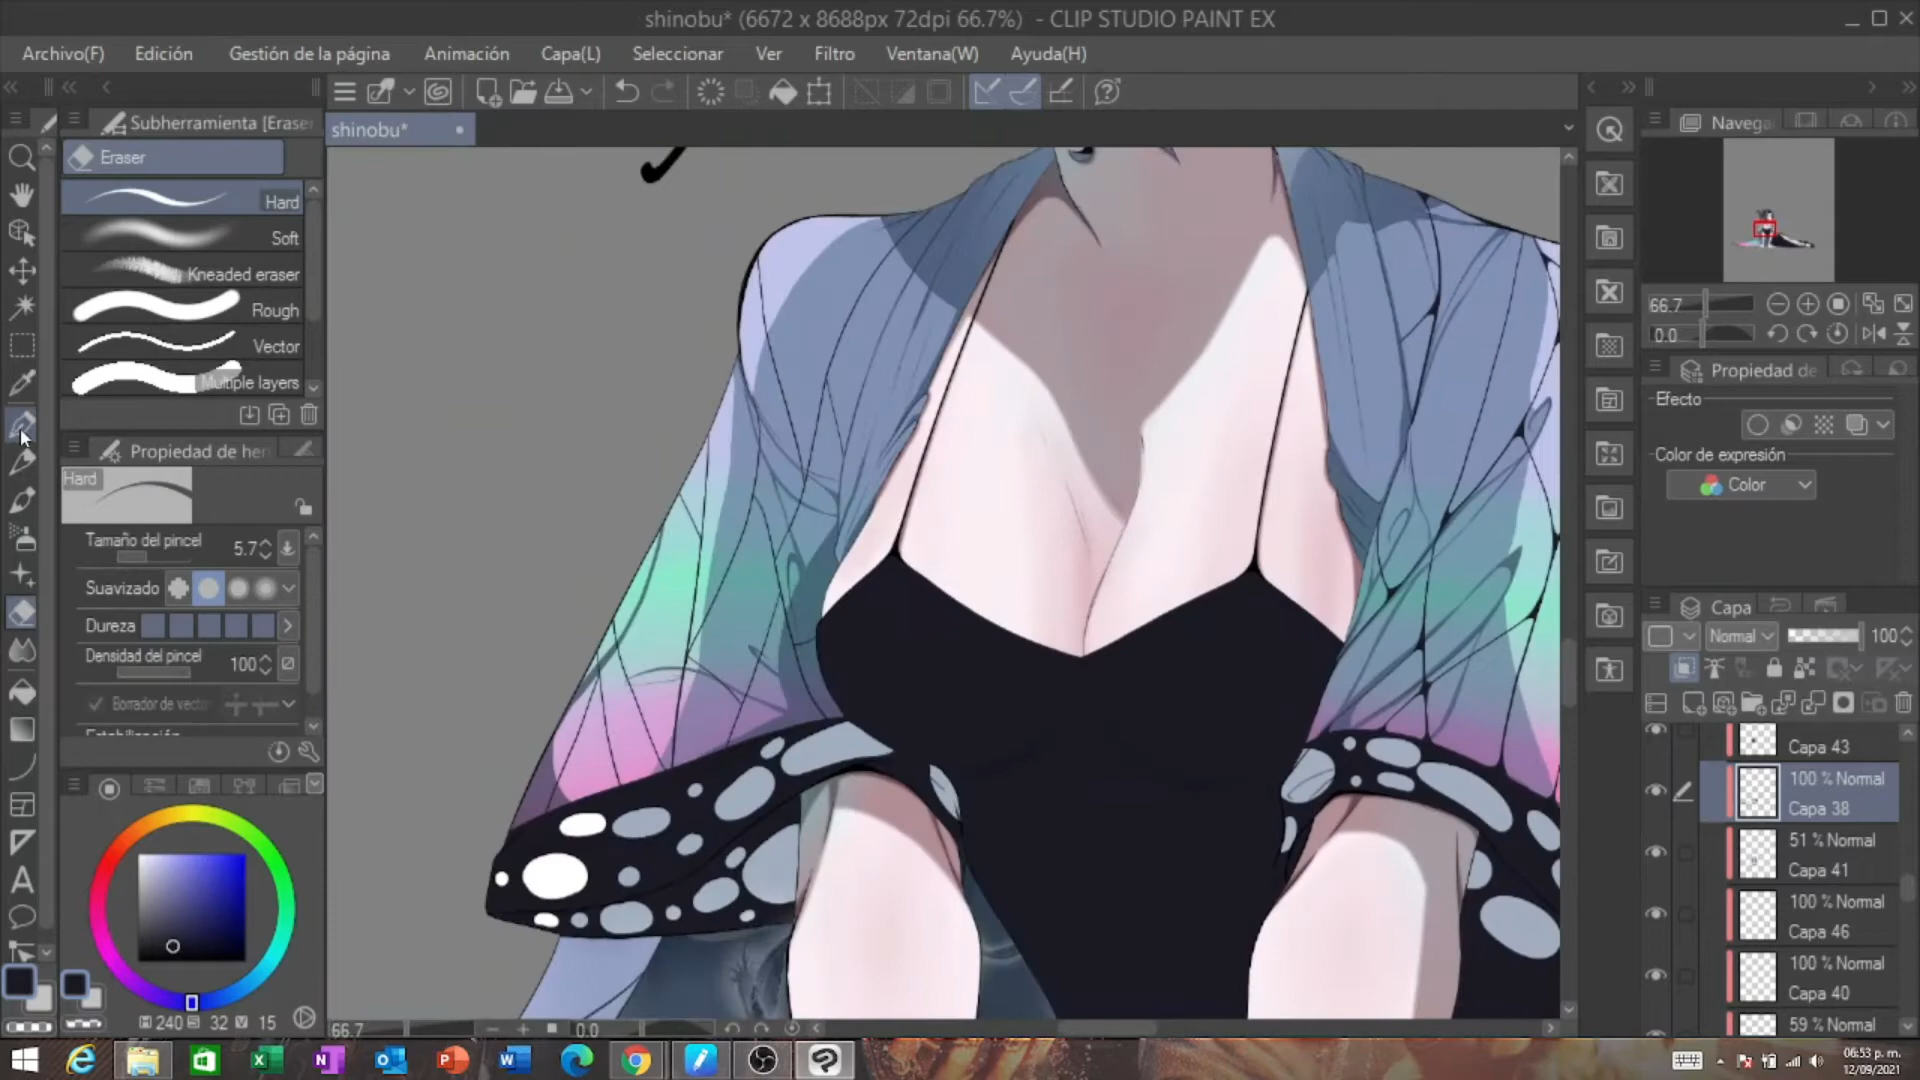 shinobu* (6672 x 8688px 72dpi 66.7%) - CLIP STUDIO PAINT EX
Archivo(F) Edición Gestión de la página Animación Capa(L) Seleccionar Ver Filtro Ventana(W) Ayuda(H)
Subherramienta [Eraser
shinobu*
Navega
Eraser
Hard
Soft
Kneaded eraser
Rough
Vector
Multiple layers
66.7
0.0
Propiedad de
Efecto
Color de expresión
Color
Propiedad de her
Hard
Tamaño del pincel 5.7
Suavizado
Dureza
Densidad del pincel 100
Borrador de vecto
Capa
Normal 100
Capa 43
100 % Normal
Capa 38
51 % Normal
Capa 41
100 % Normal
Capa 46
100 % Normal
Capa 40
59 % Normal
H 240 S 32 V 15
66.7 0.0
06:53 p. m.
12/09/2021